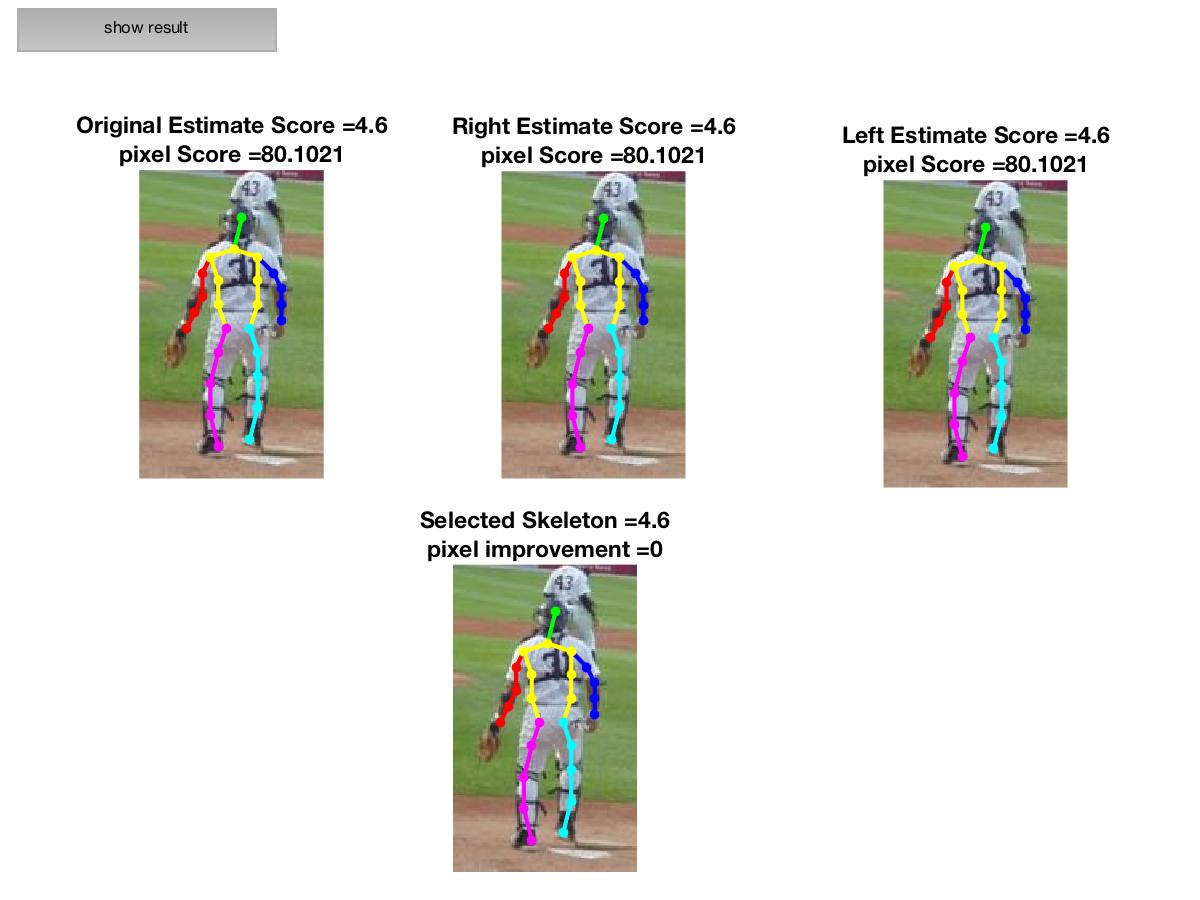 show result
Original Estimate Score =4.6
pixel Score =80.1021
Right Estimate Score =4.6
pixel Score =80.1021
Left Estimate Score =4.6
pixel Score =80.1021
43
31
43
31
43
31
Selected Skeleton =4.6
pixel improvement =0
43
31